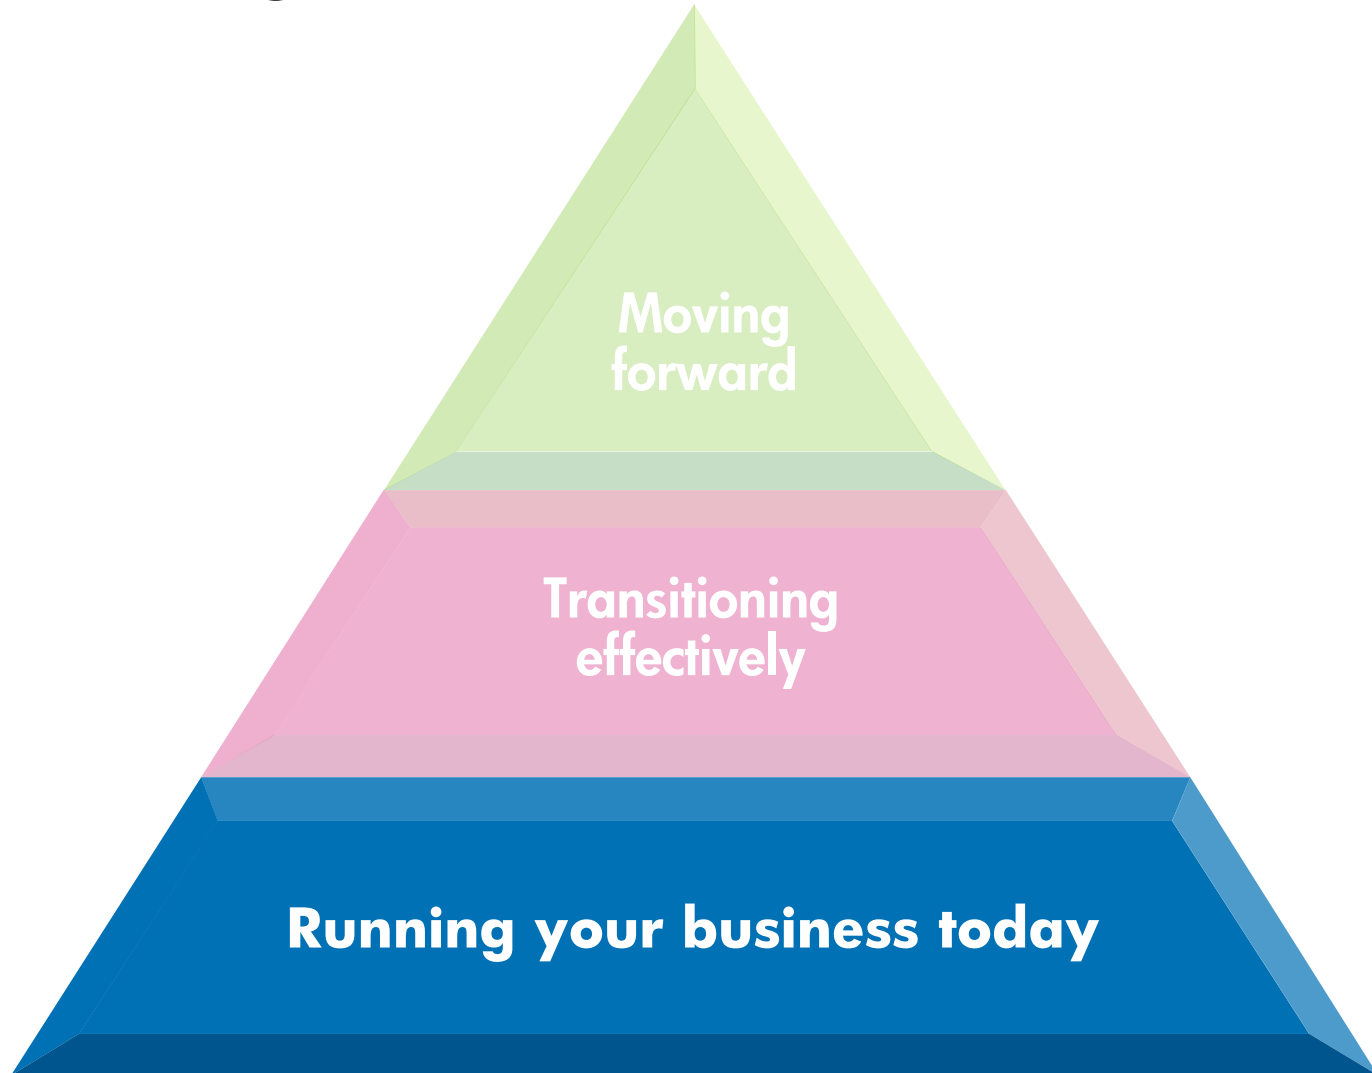 Moving
forward
Transitioning
effectively
Running your business today